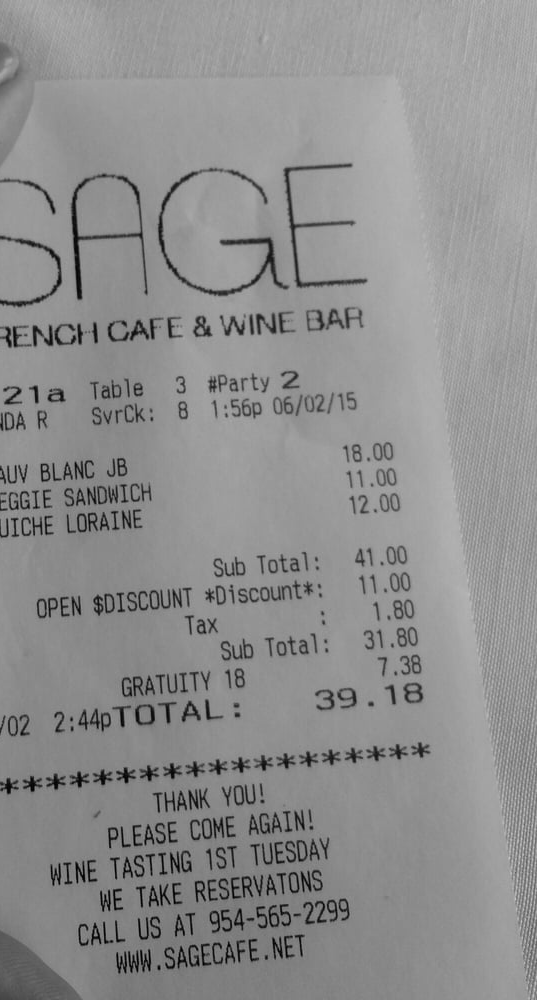 SAGE
RENCH CAFE & WINE BAR
21a Table 3 #Party 2
NDA R SvrCk: 8 1:56p 06/02/15
AUV BLANC JB 18.00
EGGIE SANDWICH 11.00
UICHE LORAINE 12.00
Sub Total: 41.00
OPEN $DISCOUNT *Discount*: 11.00
Tax : 1.80
Sub Total: 31.80
GRATUITY 18 7.38
/02 2:44pTOTAL: 39.18
*******************
THANK YOU!
PLEASE COME AGAIN!
WINE TASTING 1ST TUESDAY
WE TAKE RESERVATONS
CALL US AT 954-565-2299
WWW.SAGECAFE.NET